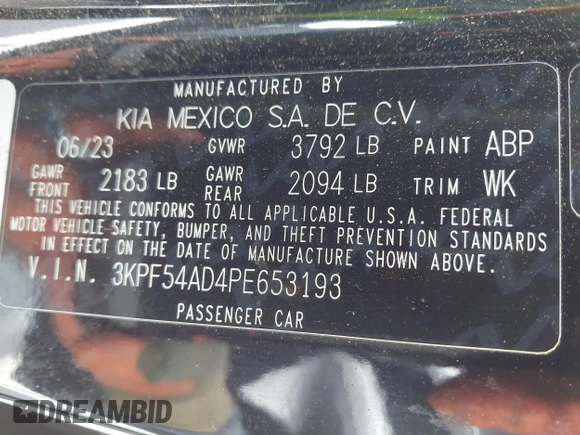 MANUFACTURED BY
KIA MEXICO S.A. DE C.V.
06/23 GVWR 3792 LB PAINT ABP
GAWR FRONT 2183 LB GAWR REAR 2094 LB TRIM WK
THIS VEHICLE CONFORMS TO ALL APPLICABLE U.S.A. FEDERAL
MOTOR VEHICLE SAFETY, BUMPER, AND THEFT PREVENTION STANDARDS
IN EFFECT ON THE DATE OF MANUFACTURE SHOWN ABOVE.
V.I.N. 3KPF54AD4PE653193
PASSENGER CAR
DREAMBID